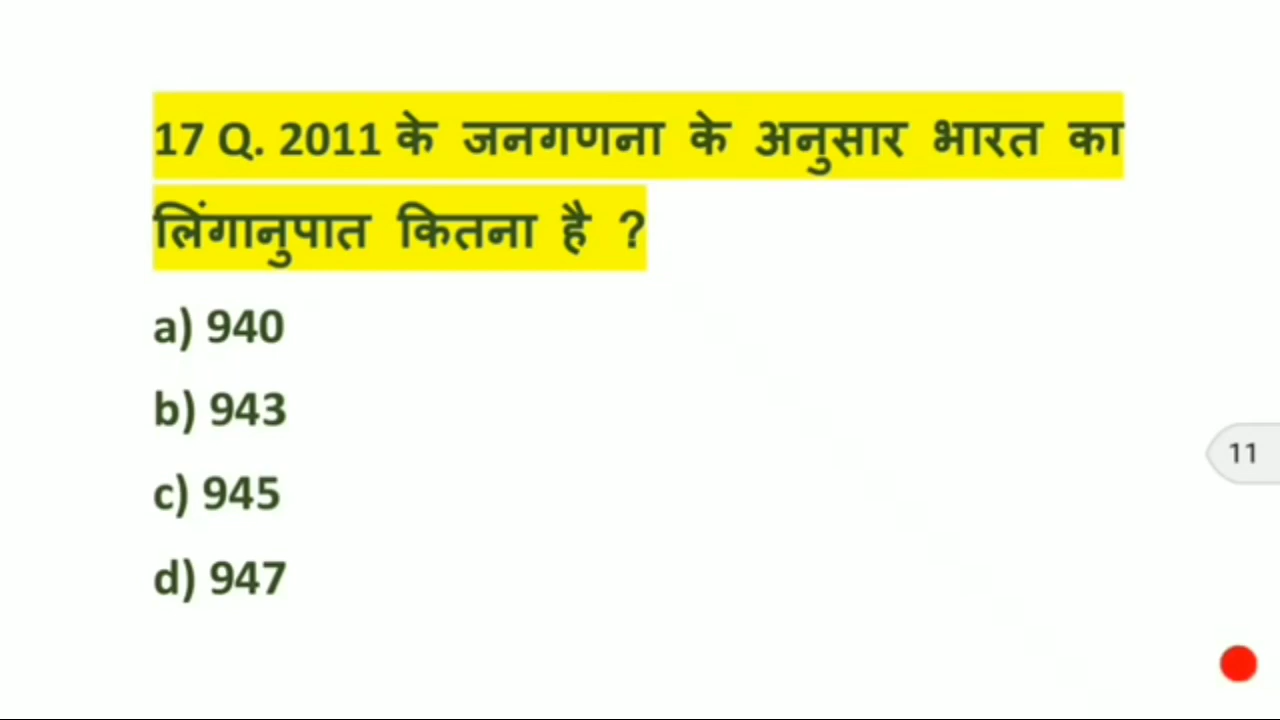 17 Q. 2011 के जनगणना के अनुसार भारत का
लिंगानुपात कितना है ?
a) 940
b) 943
c) 945
d) 947
11